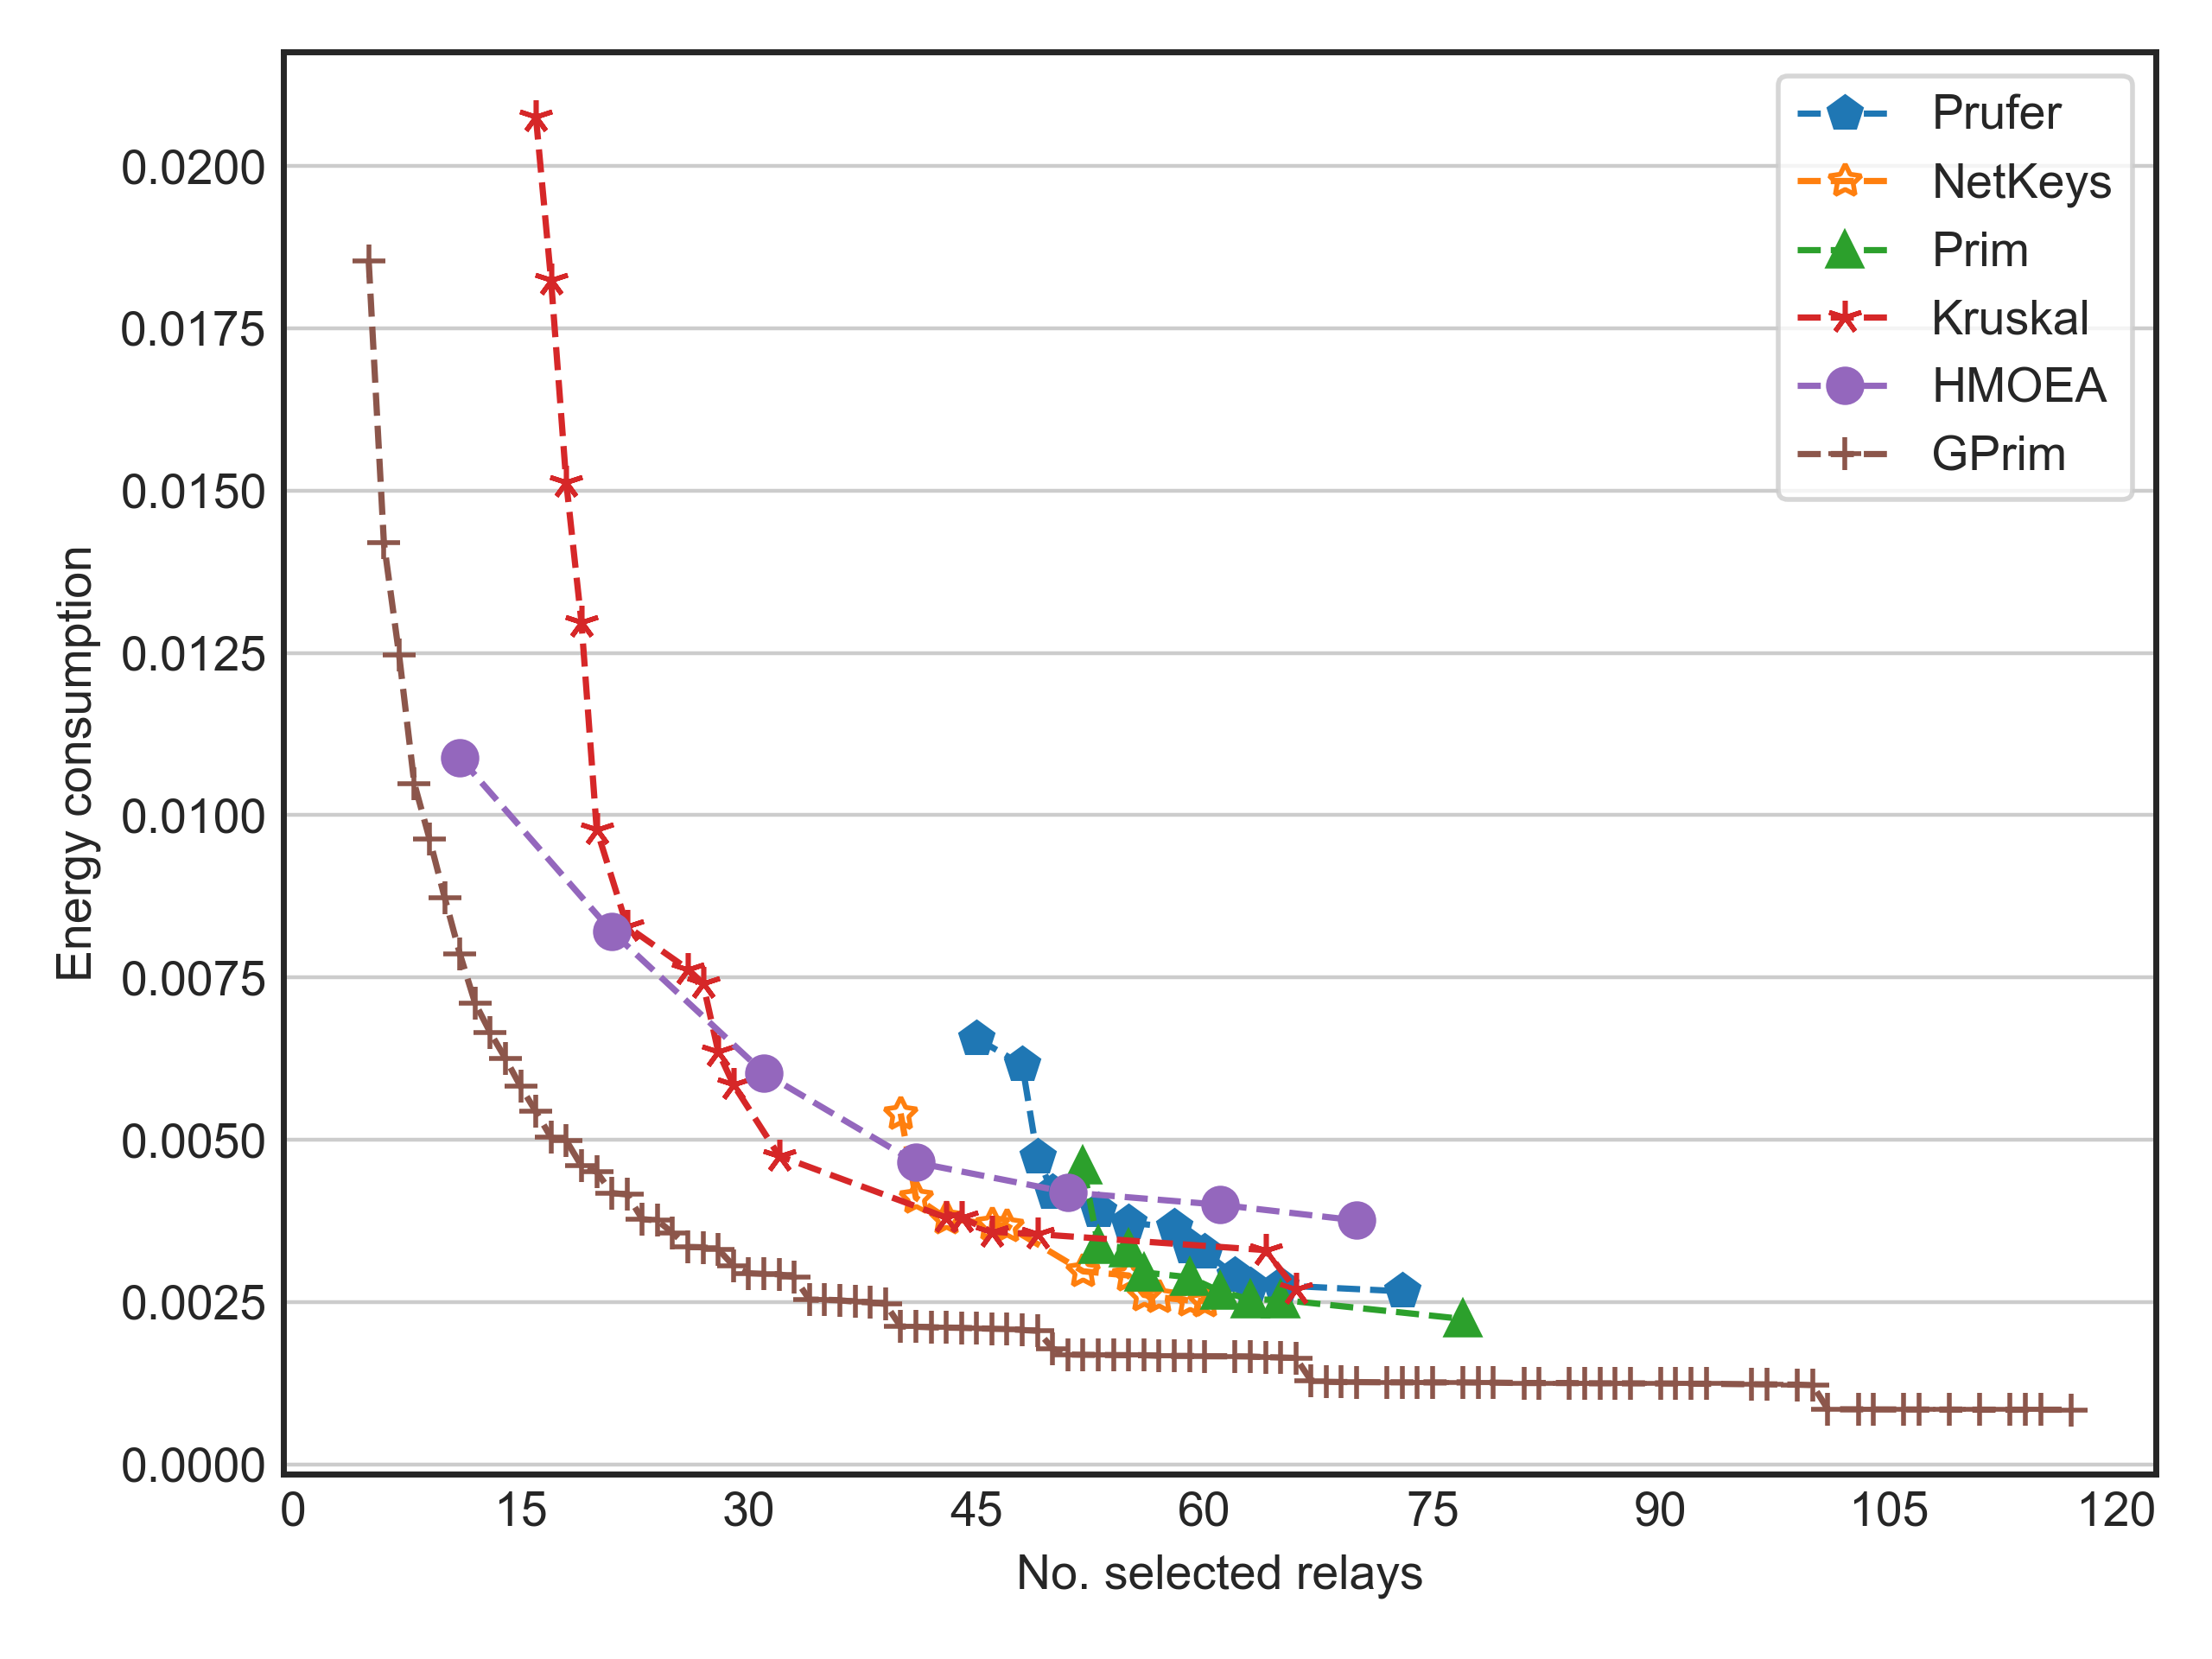 Prufer
NetKeys
Prim
Kruskal
HMOEA
GPrim
0.0200
0.0175
0.0150
0.0125
0.0100
0.0075
0.0050
0.0025
0.0000
Energy consumption
0 15 30 45 60 75 90 105 120
No. selected relays